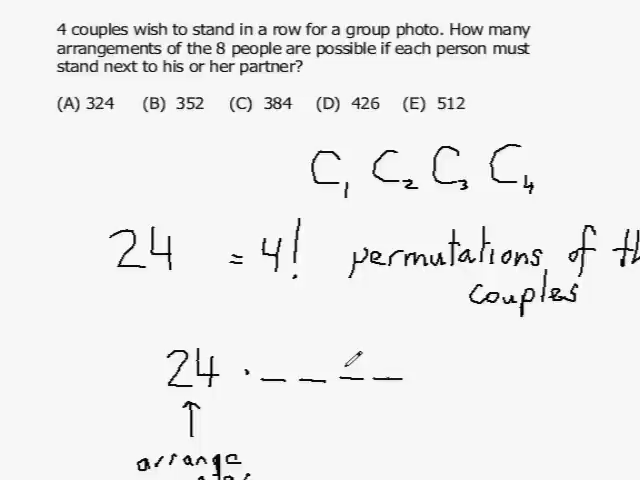 4 couples wish to stand in a row for a group photo. How many
arrangements of the 8 people are possible if each person must
stand next to his or her partner?
(A) 324 (B) 352 (C) 384 (D) 426 (E) 512
C1 C2 C3 C4
24 = 4! permutations of th
couples
24 · _ _ _ _
↑
arrange